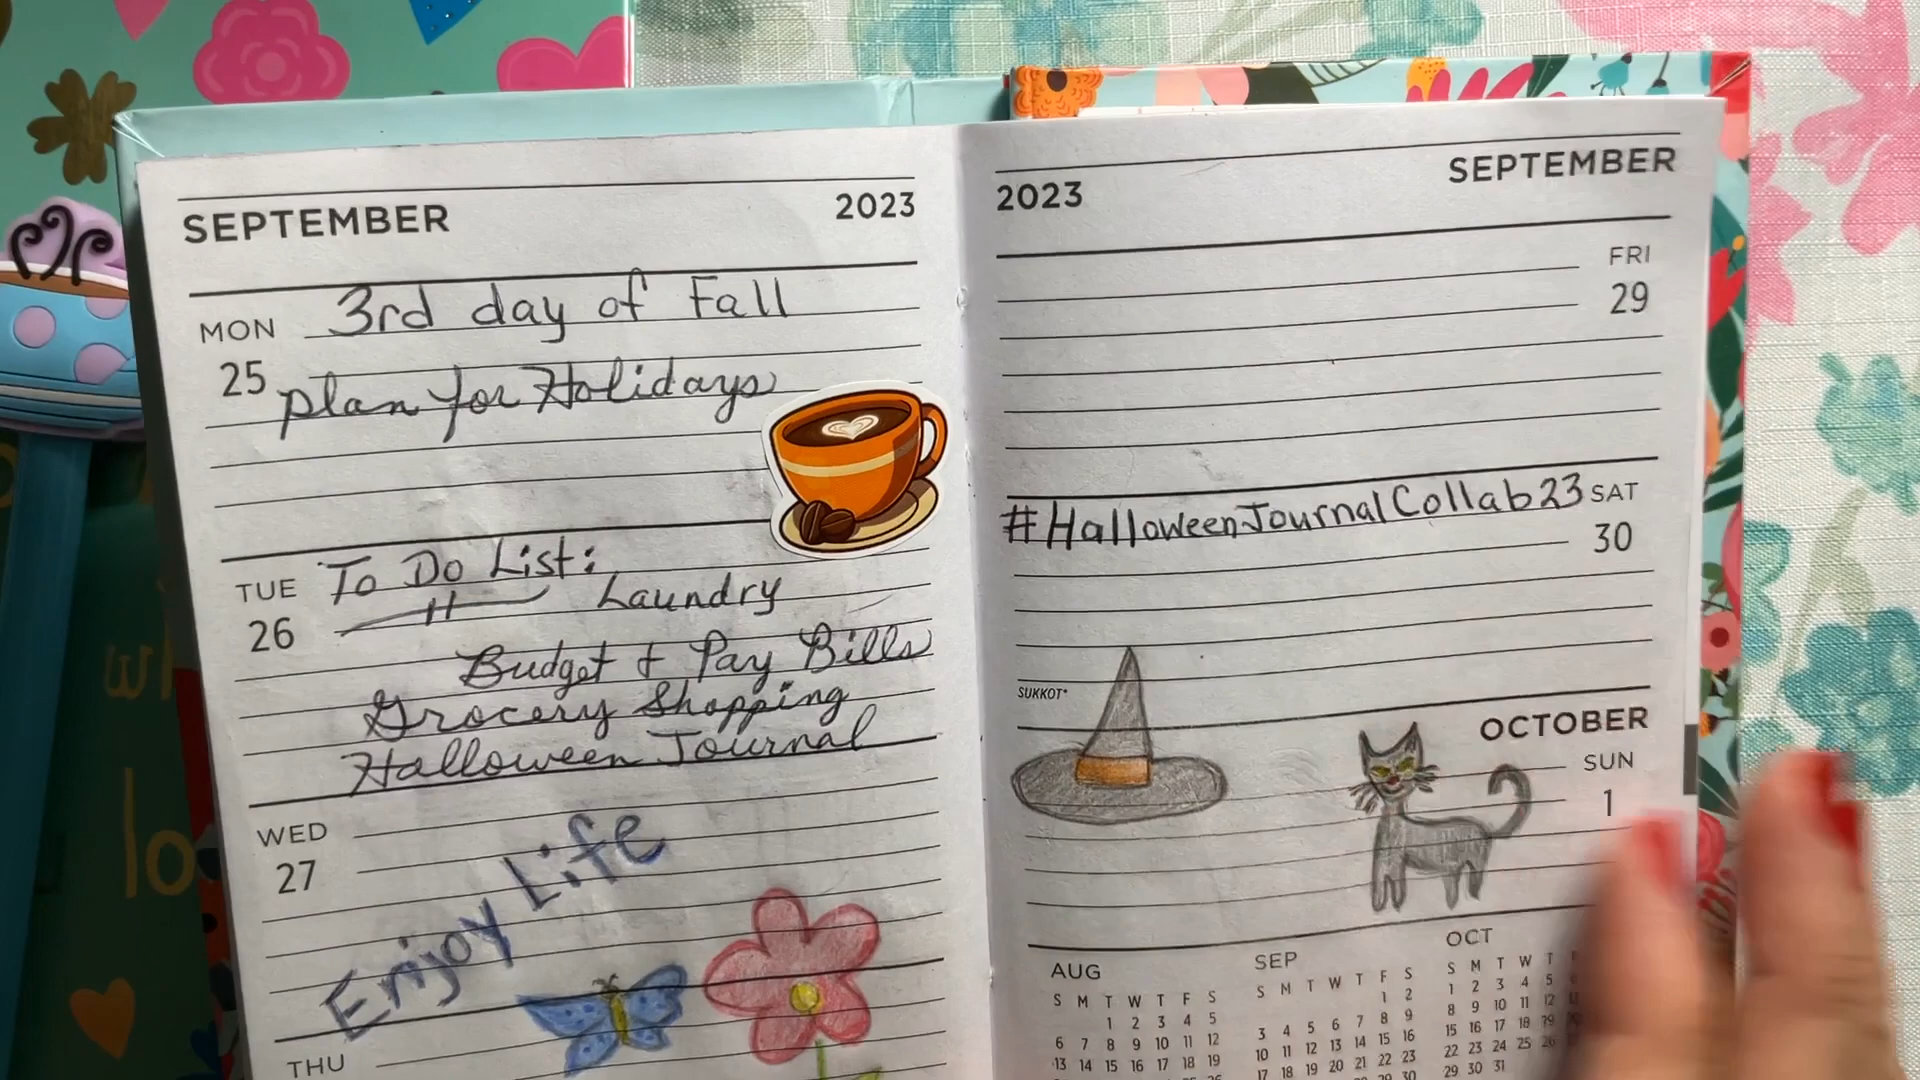 SEPTEMBER 2023
MON 3rd day of Fall
25 plan for Holidays
TUE To Do List:
26 Laundry
Budget & Pay Bills
Grocery Shopping
Halloween Journal
WED
27
Enjoy Life
THU
2023 SEPTEMBER
FRI
29
#HalloweenJournalCollab23 SAT
30
SUKKOT*
OCTOBER
SUN
1
AUG
S M T W T F S
1 2 3 4 5
6 7 8 9 10 11 12
13 14 15 16 17 18 19
SEP
S M T W T F S
1 2
3 4 5 6 7 8 9
10 11 12 13 14 15 16
17 18 19 20 21 22 23
OCT
S M T W T
1 2 3 4 5
8 9 10 11 12
15 16 17 18 19
22 23 24 25 26
29 30 31
lo